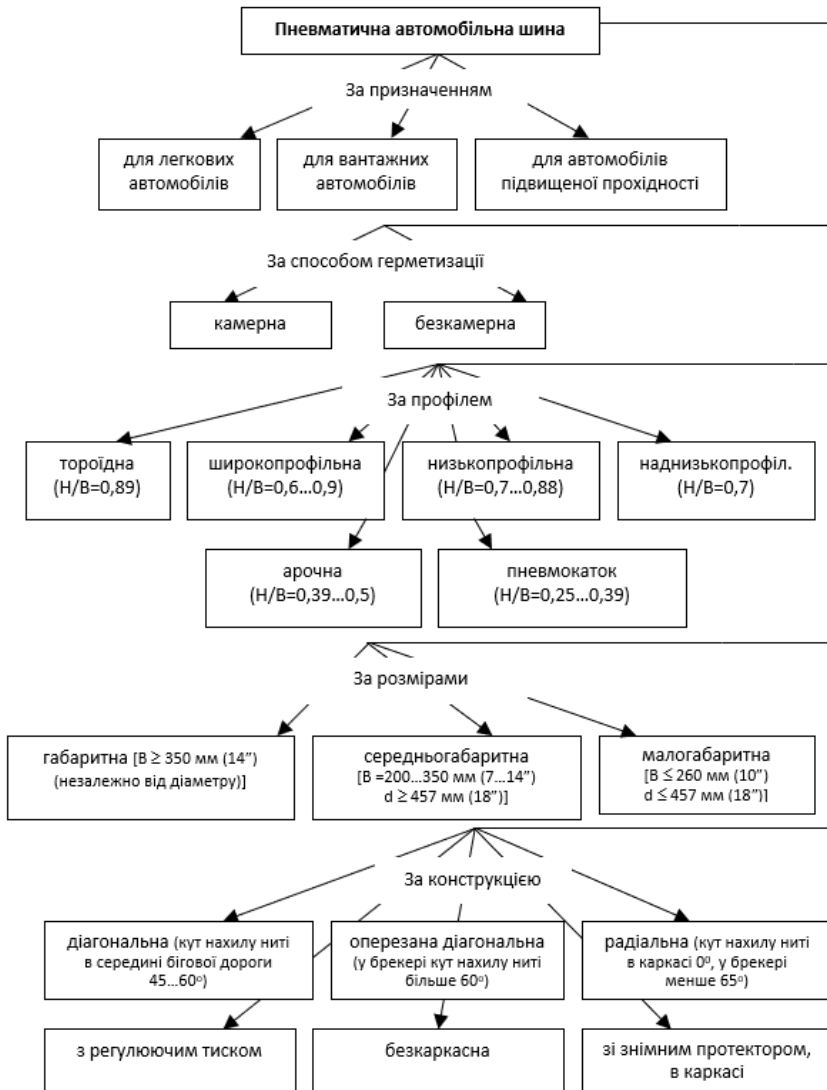 Пневматична автомобільна шина
За призначенням
для легкових
автомобілів
для вантажних
автомобілів
для автомобілів
підвищеної прохідності
За способом герметизації
камерна
безкамерна
За профілем
тороїдна
(H/B=0,89)
широкопрофільна
(H/B=0,6...0,9)
низькопрофільна
(H/B=0,7...0,88)
наднизькопрофіл.
(H/B=0,7)
арочна
(H/B=0,39...0,5)
пневмокаток
(H/B=0,25...0,39)
За розмірами
габаритна [B ≥ 350 мм (14″)
(незалежно від діаметру)]
середньогабаритна
[B =200...350 мм (7...14″)
d ≥ 457 мм (18″)]
малогабаритна
[B ≤ 260 мм (10″)
d ≤ 457 мм (18″)]
За конструкцією
діагональна (кут нахилу ниті
в середині бігової дороги
45...60°)
оперезана діагональна
(у брекері кут нахилу ниті
більше 60°)
радіальна (кут нахилу ниті
в каркасі 0°, у брекері
менше 65°)
з регулюючим тиском
безкаркасна
зі знімним протектором,
в каркасі